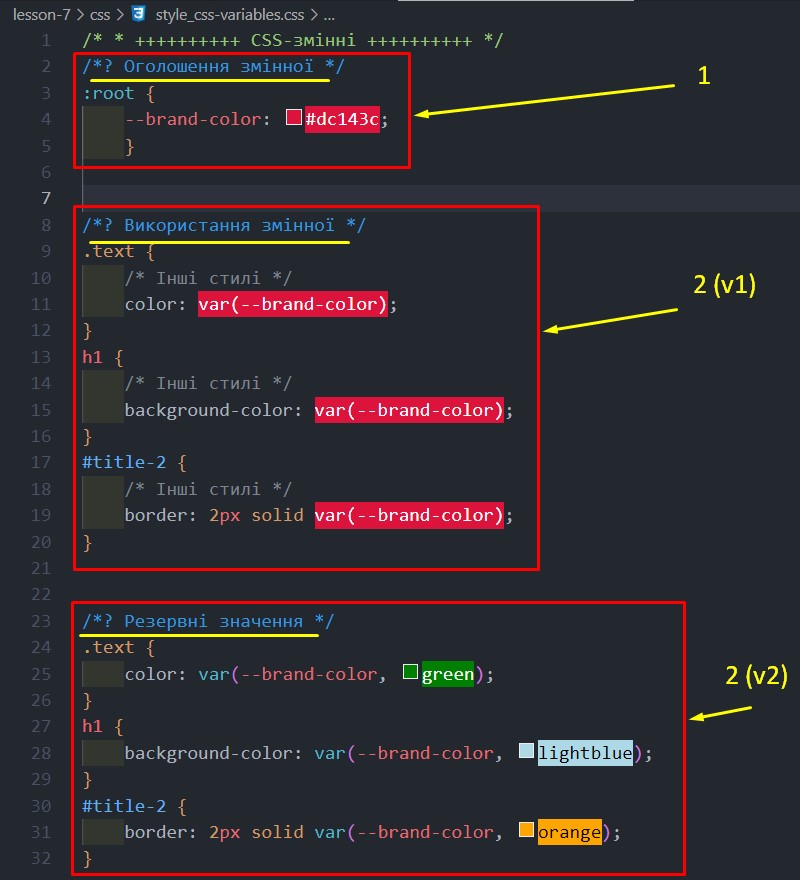 lesson-7 > css > style_css-variables.css > ...
1 /* * ++++++++++ CSS-змінні ++++++++++ */
2 /*? Оголошення змінної */
3 :root {
4 --brand-color: #dc143c;
5 }
6
7
8 /*? Використання змінної */
9 .text {
10 /* Інші стилі */
11 color: var(--brand-color);
12 }
13 h1 {
14 /* Інші стилі */
15 background-color: var(--brand-color);
16 }
17 #title-2 {
18 /* Інші стилі */
19 border: 2px solid var(--brand-color);
20 }
21
22
23 /*? Резервні значення */
24 .text {
25 color: var(--brand-color, green);
26 }
27 h1 {
28 background-color: var(--brand-color, lightblue);
29 }
30 #title-2 {
31 border: 2px solid var(--brand-color, orange);
32 }
1
2 (v1)
2 (v2)